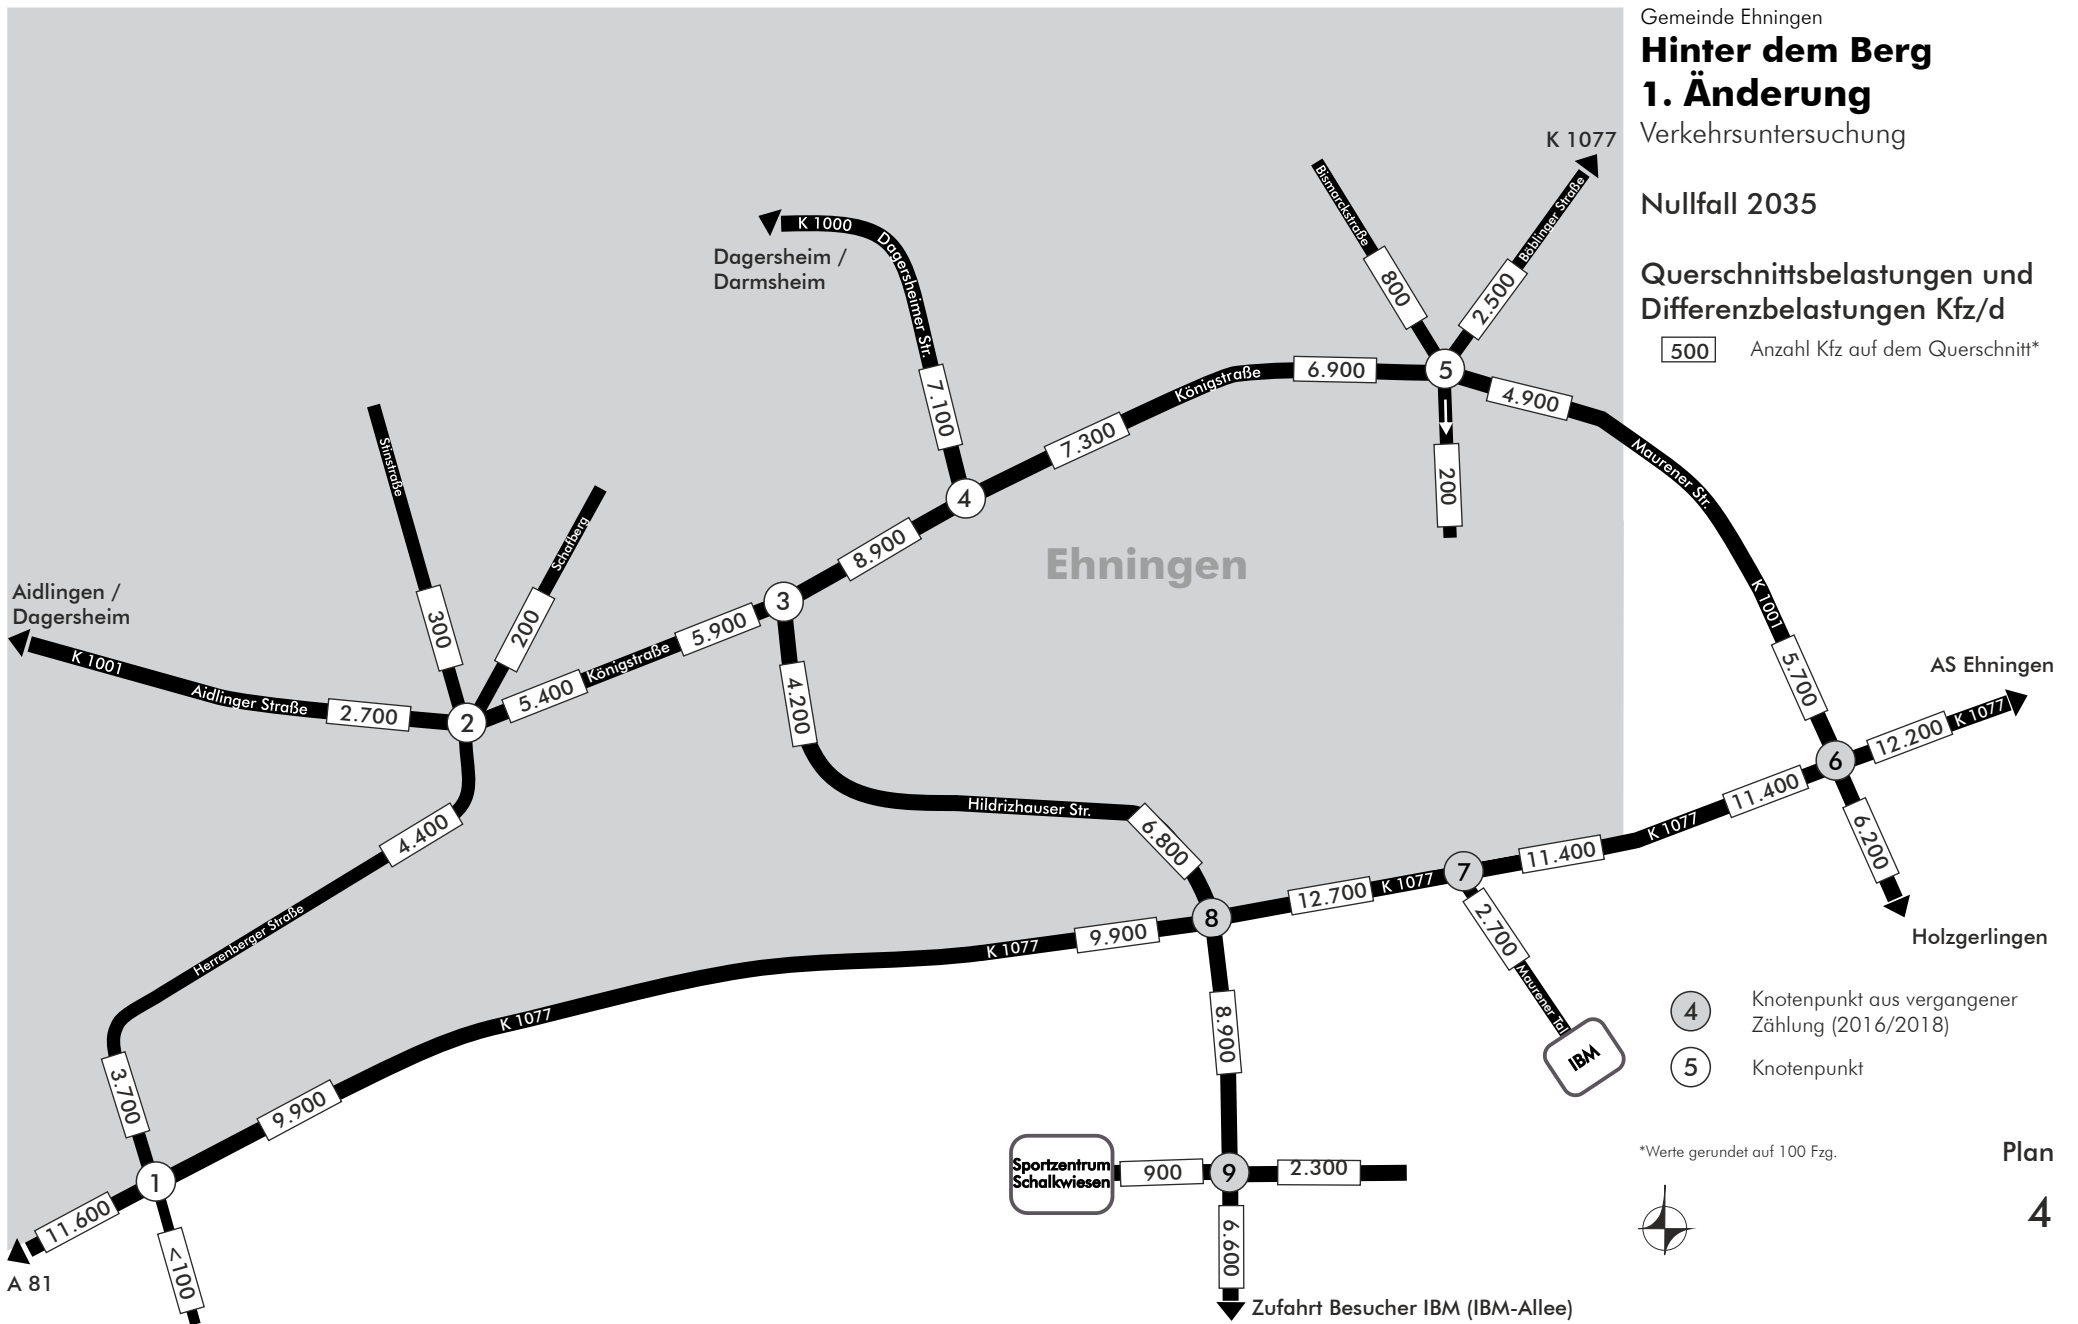 Gemeinde Ehningen
Hinter dem Berg
1. Änderung
Verkehrsuntersuchung
Nullfall 2035
Querschnittsbelastungen und
Differenzbelastungen Kfz/d
500 Anzahl Kfz auf dem Querschnitt*
K 1077
Bismarckstraße
Böblinger Straße
800
2.500
K 1000
Dagersheimer Str.
Dagersheim /
Darmsheim
7.100
Königstraße
6.900
5
4.900
7.300
200
4
Maurener Str.
Stinstraße
Schafberg
8.900
Ehningen
Aidlingen /
Dagersheim
K 1001
Aidlinger Straße
300
200
3
5.900
Königstraße
5.400
2.700
2
4.200
K 1001
5.700
AS Ehningen
K 1077
12.200
6
11.400
6.200
Holzgerlingen
Hildrizhauser Str.
6.800
4.400
Herrenberger Straße
K 1077
11.400
7
K 1077
12.700
8
9.900
K 1077
2.700
Maurener Tal
IBM
K 1077
8.900
3.700
9.900
4 Knotenpunkt aus vergangener
Zählung (2016/2018)
5 Knotenpunkt
1
11.600
<100
A 81
Sportzentrum
Schalkwiesen
900
9
2.300
6.600
Zufahrt Besucher IBM (IBM-Allee)
*Werte gerundet auf 100 Fzg.
Plan
4